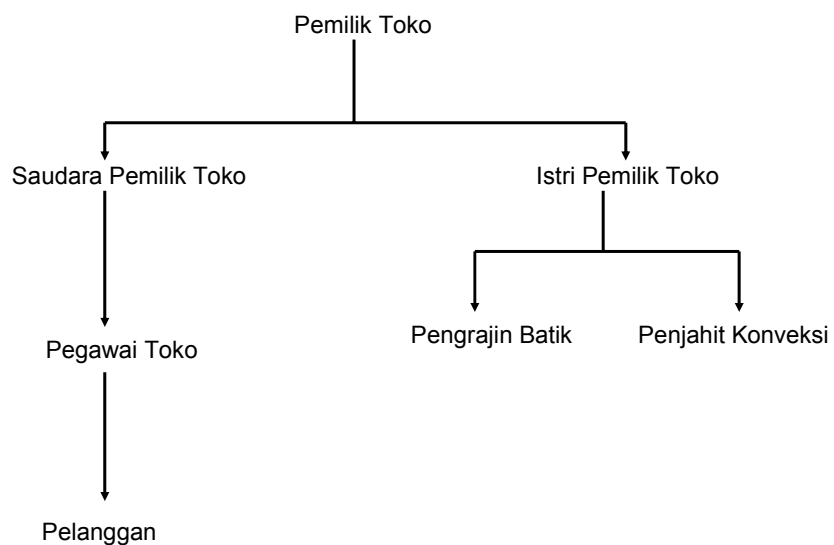 Pemilik Toko
Saudara Pemilik Toko
Istri Pemilik Toko
Pengrajin Batik
Penjahit Konveksi
Pegawai Toko
Pelanggan